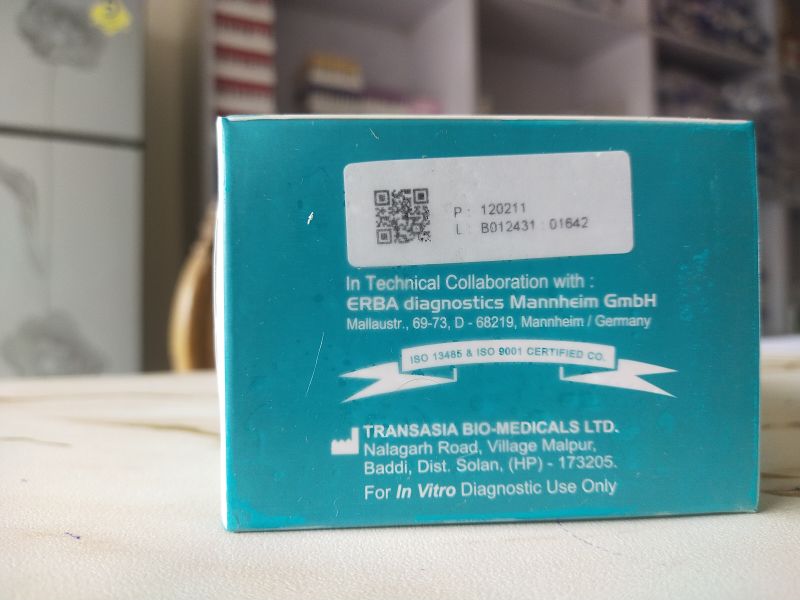 P : 120211
L : B012431 : 01642
In Technical Collaboration with :
ERBA diagnostics Mannheim GmbH
Mallaustr., 69-73, D - 68219, Mannheim / Germany
ISO 13485 & ISO 9001 CERTIFIED CO.
TRANSASIA BIO-MEDICALS LTD.
Nalagarh Road, Village Malpur,
Baddi, Dist. Solan, (HP) - 173205.
For In Vitro Diagnostic Use Only